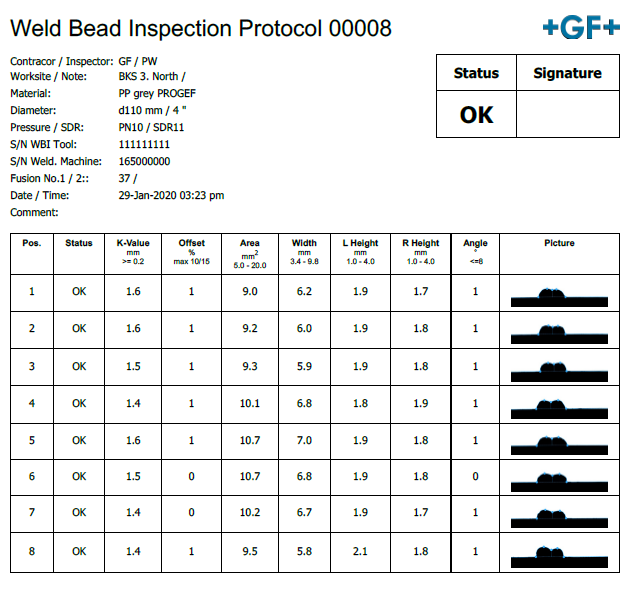 Weld Bead Inspection Protocol 00008
+GF+
Contracor / Inspector: GF / PW
Worksite / Note: BKS 3. North /
Material: PP grey PROGEF
Diameter: d110 mm / 4 "
Pressure / SDR: PN10 / SDR11
S/N WBI Tool: 111111111
S/N Weld. Machine: 165000000
Fusion No.1 / 2:: 37 /
Date / Time: 29-Jan-2020 03:23 pm
Comment:
Status Signature
OK
Pos. Status K-Value Offset Area Width L Height R Height Angle Picture
mm % mm² mm mm mm °
>= 0.2 max 10/15 5.0 - 20.0 3.4 - 9.8 1.0 - 4.0 1.0 - 4.0 <=8
1 OK 1.6 1 9.0 6.2 1.9 1.7 1
2 OK 1.6 1 9.2 6.0 1.9 1.8 1
3 OK 1.5 1 9.3 5.9 1.9 1.8 1
4 OK 1.4 1 10.1 6.8 1.8 1.9 1
5 OK 1.6 1 10.7 7.0 1.9 1.8 1
6 OK 1.5 0 10.7 6.8 1.9 1.8 0
7 OK 1.4 0 10.2 6.7 1.9 1.7 1
8 OK 1.4 1 9.5 5.8 2.1 1.8 1